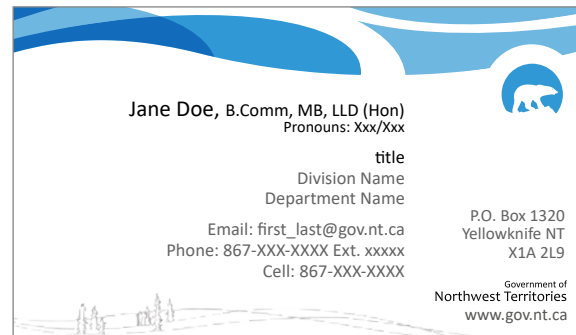 Jane Doe, B.Comm, MB, LLD (Hon)
Pronouns: Xxx/Xxx
title
Division Name
Department Name
Email: first_last@gov.nt.ca
Phone: 867-XXX-XXXX Ext. xxxxx
Cell: 867-XXX-XXXX
P.O. Box 1320
Yellowknife NT
X1A 2L9
Government of
Northwest Territories
www.gov.nt.ca